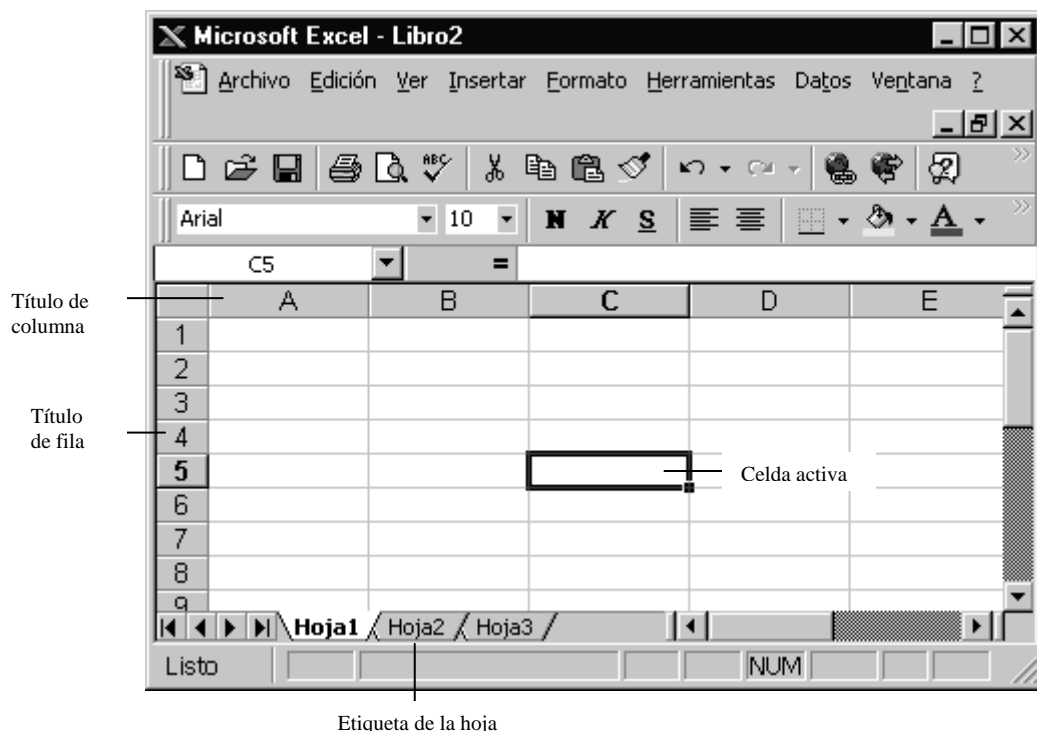 Microsoft Excel - Libro2
Archivo Edición Ver Insertar Formato Herramientas Datos Ventana ?
ABC
Arial 10 N K S A
C5 =
Título de columna
A B C D E
1
2
3
Título de fila
4
5 Celda activa
6
7
8
9
Hoja1 Hoja2 Hoja3
Listo NUM
Etiqueta de la hoja